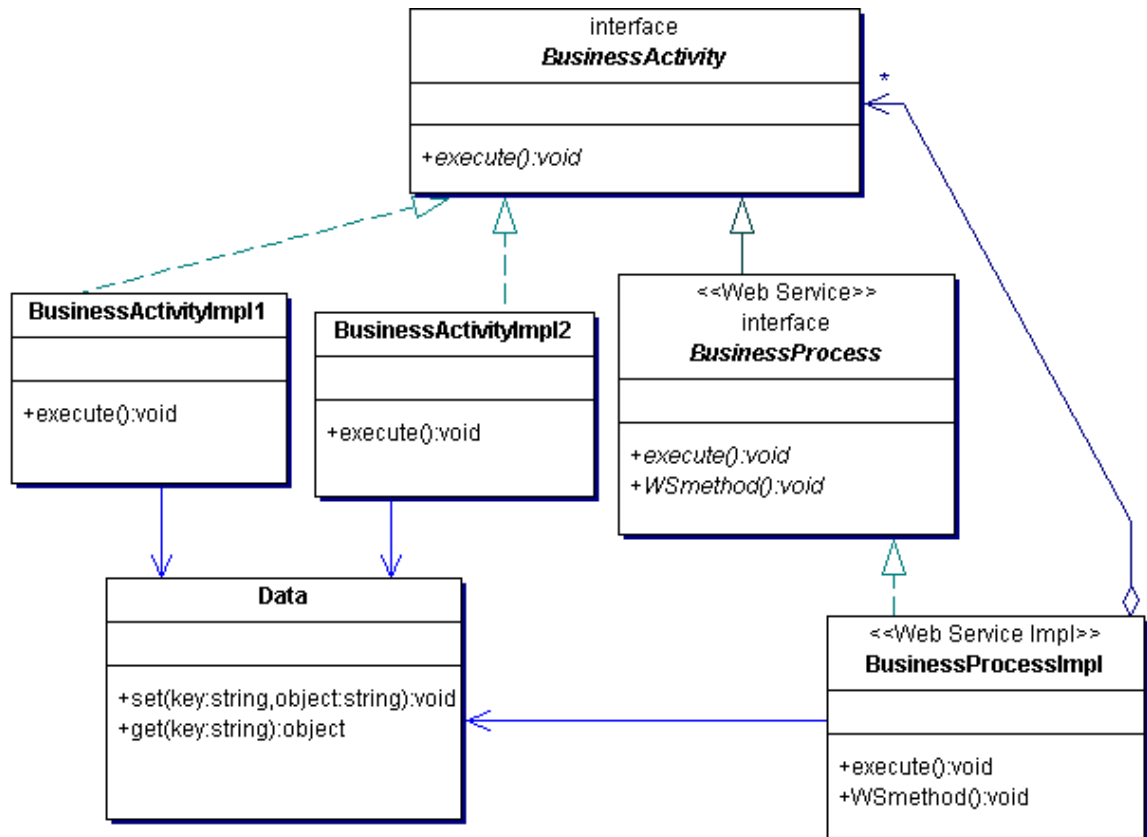 interface
BusinessActivity
*
+execute():void
BusinessActivityImpl1
+execute():void
BusinessActivityImpl2
+execute():void
<<Web Service>>
interface
BusinessProcess
+execute():void
+WSmethod():void
Data
+set(key:string,object:string):void
+get(key:string):object
<<Web Service Impl>>
BusinessProcessImpl
+execute():void
+WSmethod():void